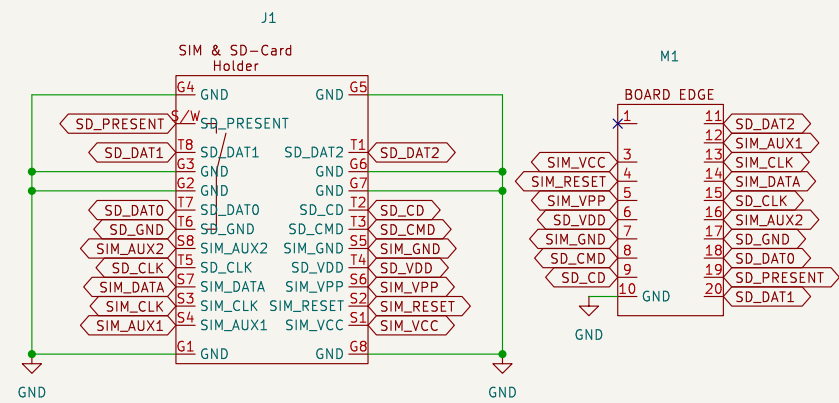 J1
SIM & SD-Card
Holder
G4 GND GND G5
SD_PRESENT S/W SD_PRESENT
SD_DAT1 T8 SD_DAT1 SD_DAT2 T1 SD_DAT2
G3 GND GND G6
G2 GND GND G7
SD_DAT0 T7 SD_DAT0 SD_CD T2 SD_CD
SD_GND T6 SD_GND SD_CMD T3 SD_CMD
SIM_AUX2 S8 SIM_AUX2 SIM_GND S5 SIM_GND
SD_CLK T5 SD_CLK SD_VDD T4 SD_VDD
SIM_DATA S7 SIM_DATA SIM_VPP S6 SIM_VPP
SIM_CLK S3 SIM_CLK SIM_RESET S2 SIM_RESET
SIM_AUX1 S4 SIM_AUX1 SIM_VCC S1 SIM_VCC
G1 GND GND G8
GND GND
M1
BOARD EDGE
1 11 SD_DAT2
12 SIM_AUX1
SIM_VCC 3 13 SIM_CLK
SIM_RESET 4 14 SIM_DATA
SIM_VPP 5 15 SD_CLK
SD_VDD 6 16 SIM_AUX2
SIM_GND 7 17 SD_GND
SD_CMD 8 18 SD_DAT0
SD_CD 9 19 SD_PRESENT
10 GND 20 SD_DAT1
GND